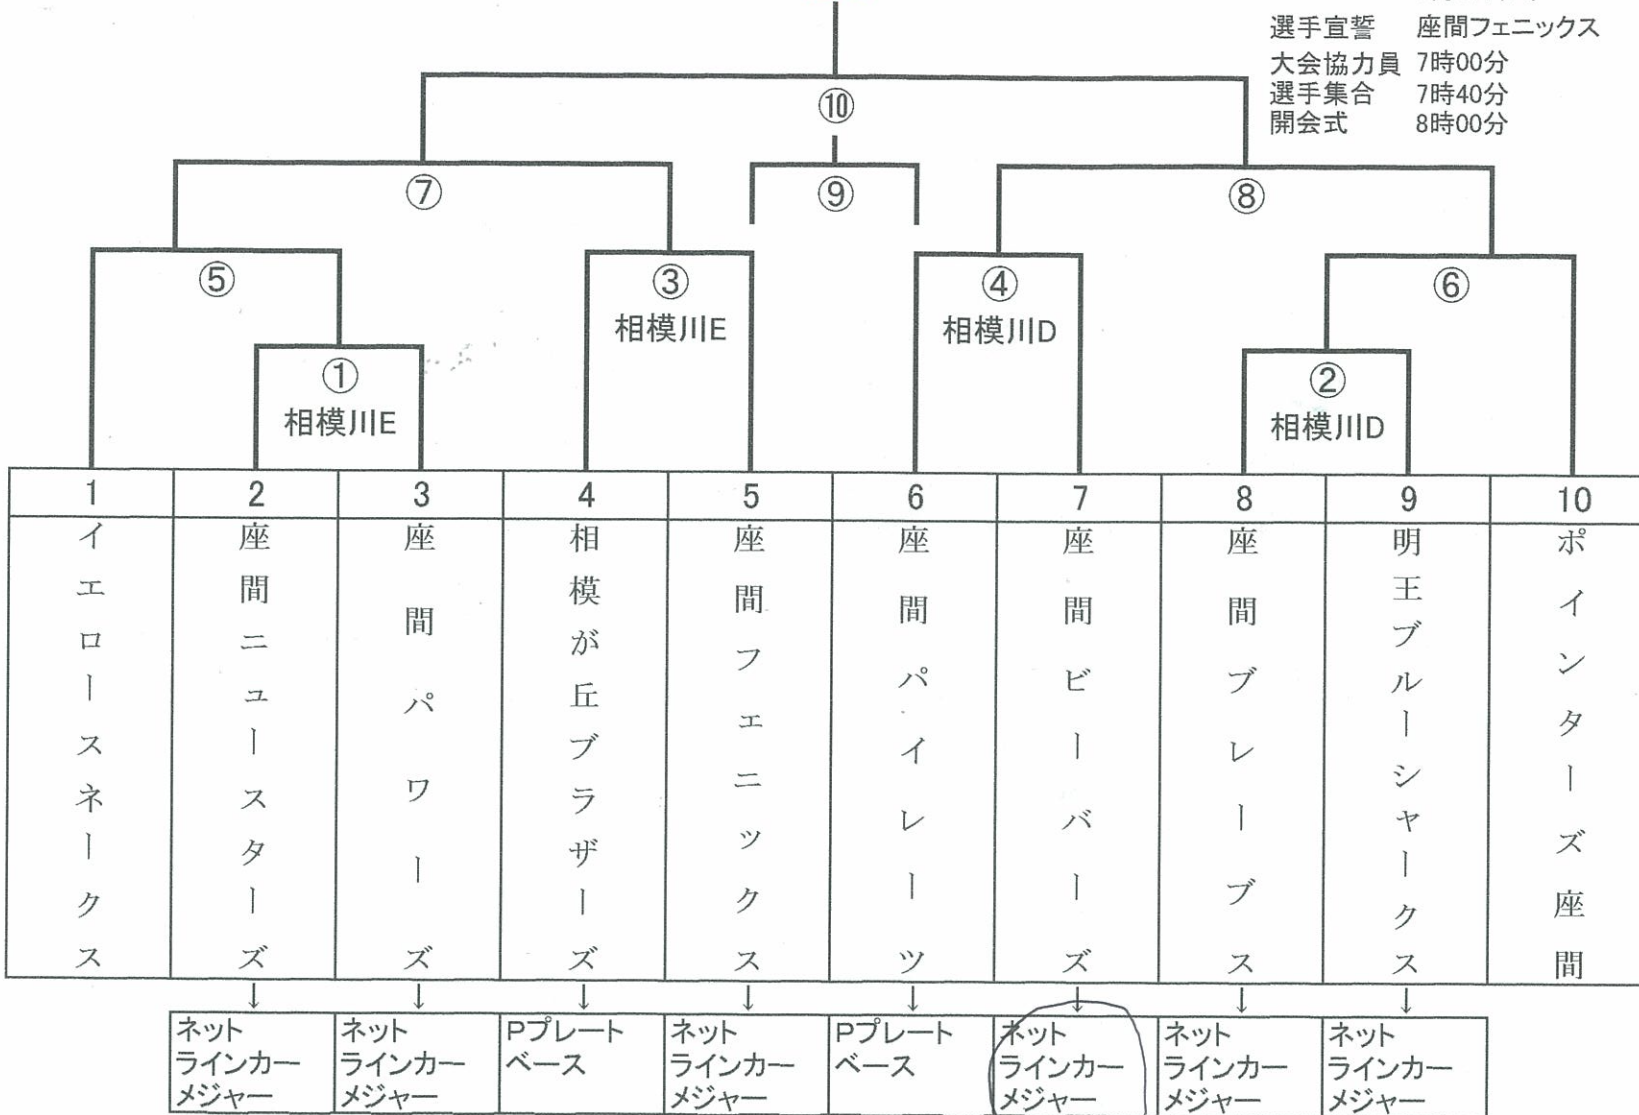 選手宣誓 座間フェニックス
大会協力員 7時00分
選手集合 7時40分
開会式 8時00分
⑩
⑦
⑨
⑧
⑤
③
相模川E
④
相模川D
⑥
①
相模川E
②
相模川D
1 2 3 4 5 6 7 8 9 10
イエロースネークス
座間ニュースターズ
座間パワーズ
相模が丘ブラザーズ
座間フェニックス
座間パイレーツ
座間ビーバーズ
座間ブレーブス
明王ブルーシャークス
ポインターズ座間
↓ ↓ ↓ ↓ ↓ ↓ ↓ ↓
ネット ネット Pプレート ネット Pプレート ネット ネット ネット
ラインカー ラインカー ベース ラインカー ベース ラインカー ラインカー ラインカー
メジャー メジャー メジャー メジャー メジャー メジャー